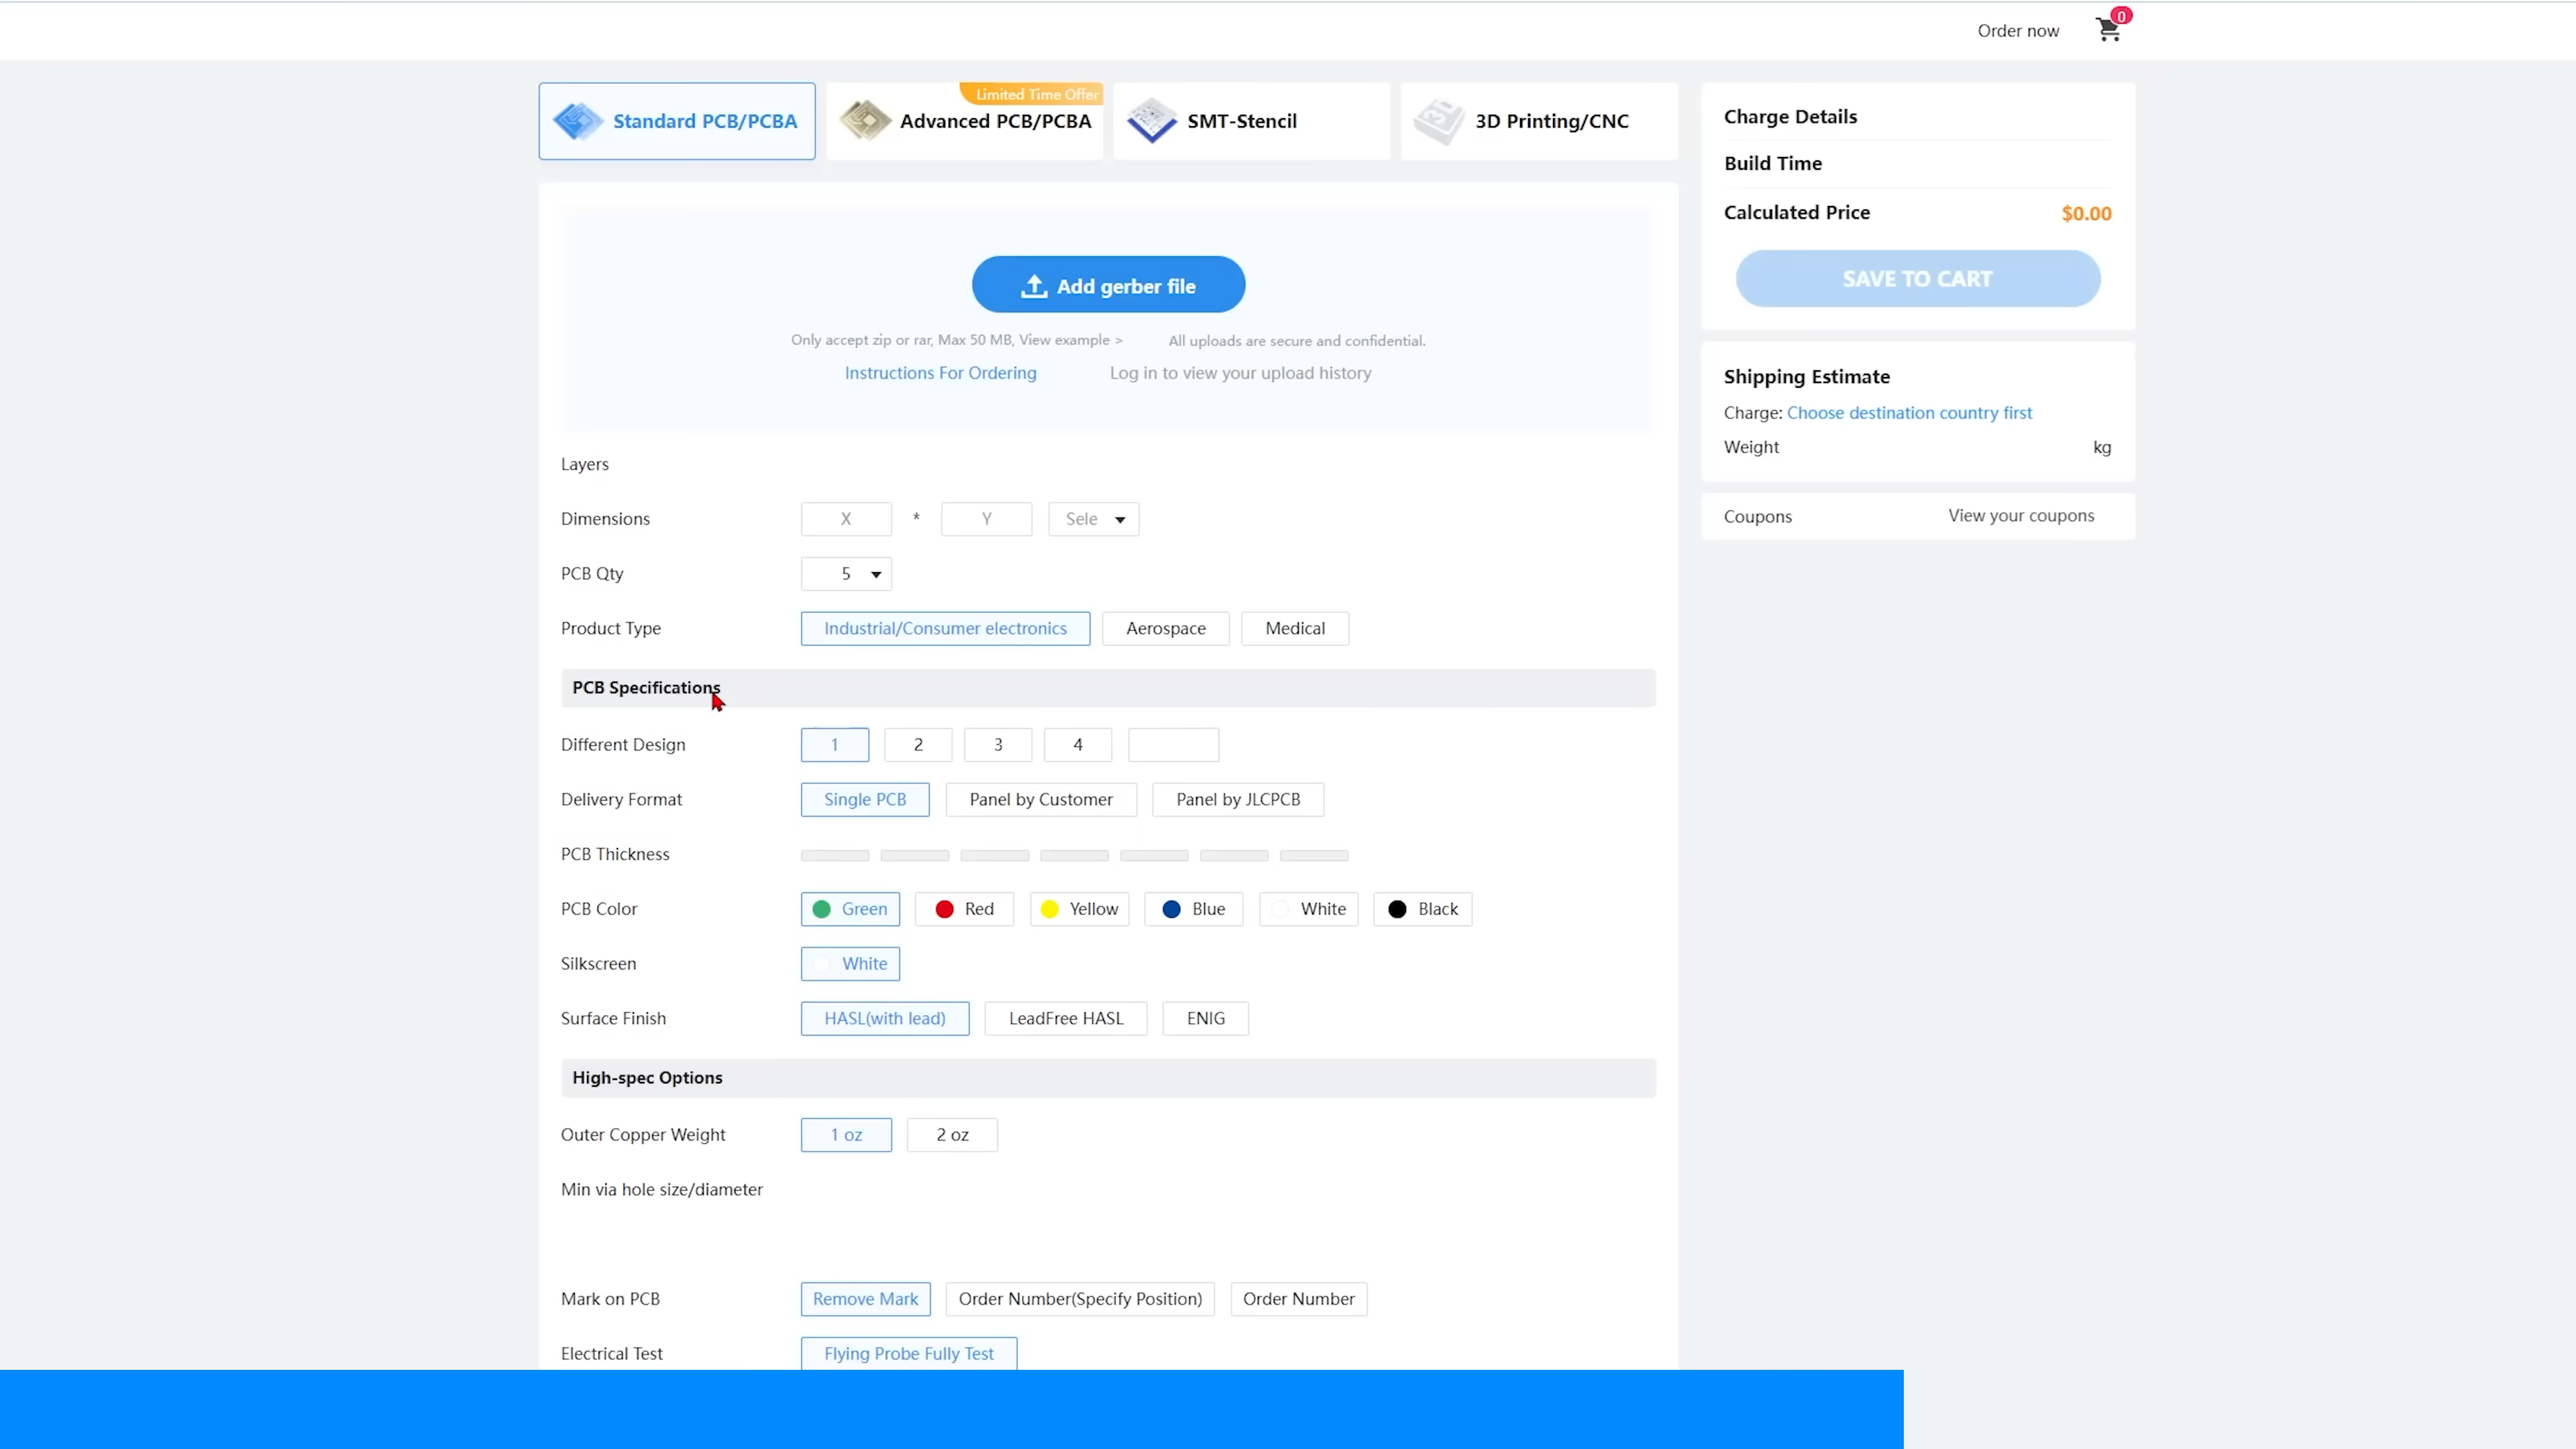 Order now 0
Standard PCB/PCBA
Limited Time Offer
Advanced PCB/PCBA
SMT-Stencil
3D Printing/CNC
Add gerber file
Only accept zip or rar, Max 50 MB, View example > All uploads are secure and confidential.
Instructions For Ordering Log in to view your upload history
Layers
Dimensions X * Y Sele
PCB Qty 5
Product Type Industrial/Consumer electronics Aerospace Medical
PCB Specifications
Different Design 1 2 3 4
Delivery Format Single PCB Panel by Customer Panel by JLCPCB
PCB Thickness
PCB Color Green Red Yellow Blue White Black
Silkscreen White
Surface Finish HASL(with lead) LeadFree HASL ENIG
High-spec Options
Outer Copper Weight 1 oz 2 oz
Min via hole size/diameter
Mark on PCB Remove Mark Order Number(Specify Position) Order Number
Electrical Test Flying Probe Fully Test
Charge Details
Build Time
Calculated Price $0.00
SAVE TO CART
Shipping Estimate
Charge: Choose destination country first
Weight kg
Coupons View your coupons